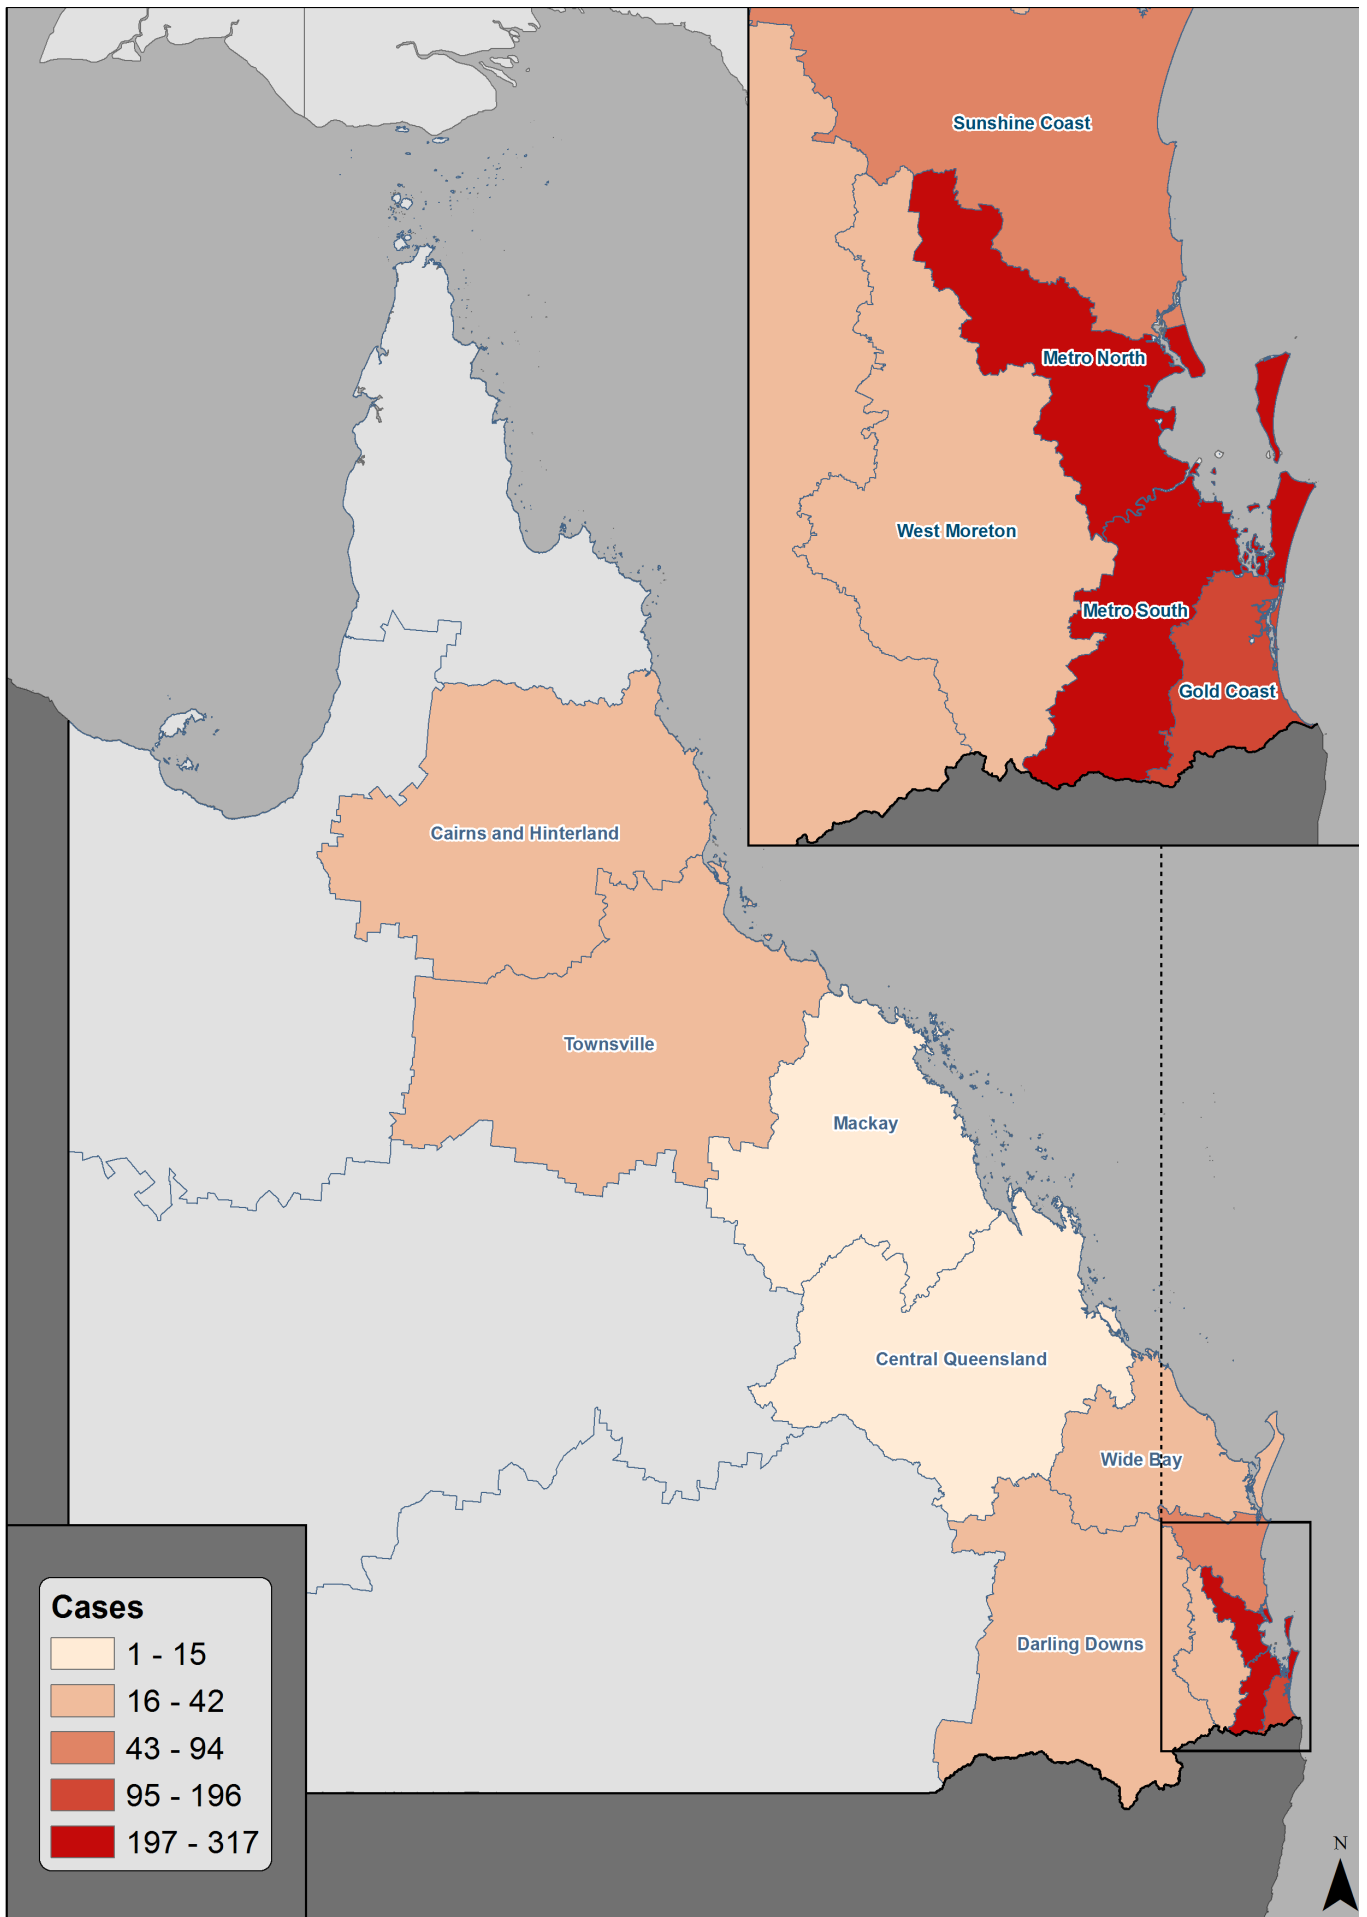 Sunshine Coast
Metro North
West Moreton
Metro South
Gold Coast
Cairns and Hinterland
Townsville
Mackay
Central Queensland
Wide Bay
Darling Downs
Cases
1 - 15
16 - 42
43 - 94
95 - 196
197 - 317
N